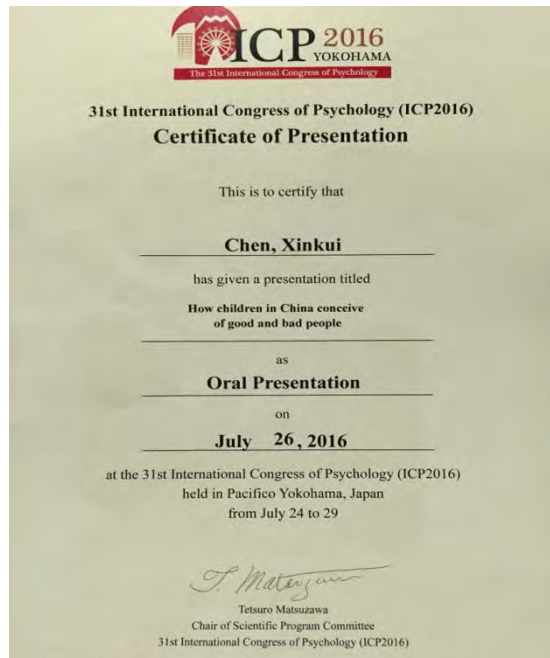 ICP 2016
YOKOHAMA
The 31st International Congress of Psychology
31st International Congress of Psychology (ICP2016)
Certificate of Presentation
This is to certify that
Chen, Xinkui
has given a presentation titled
How children in China conceive
of good and bad people
as
Oral Presentation
on
July 26, 2016
at the 31st International Congress of Psychology (ICP2016)
held in Pacifico Yokohama, Japan
from July 24 to 29
Tetsuro Matsuzawa
Chair of Scientific Program Committee
31st International Congress of Psychology (ICP2016)